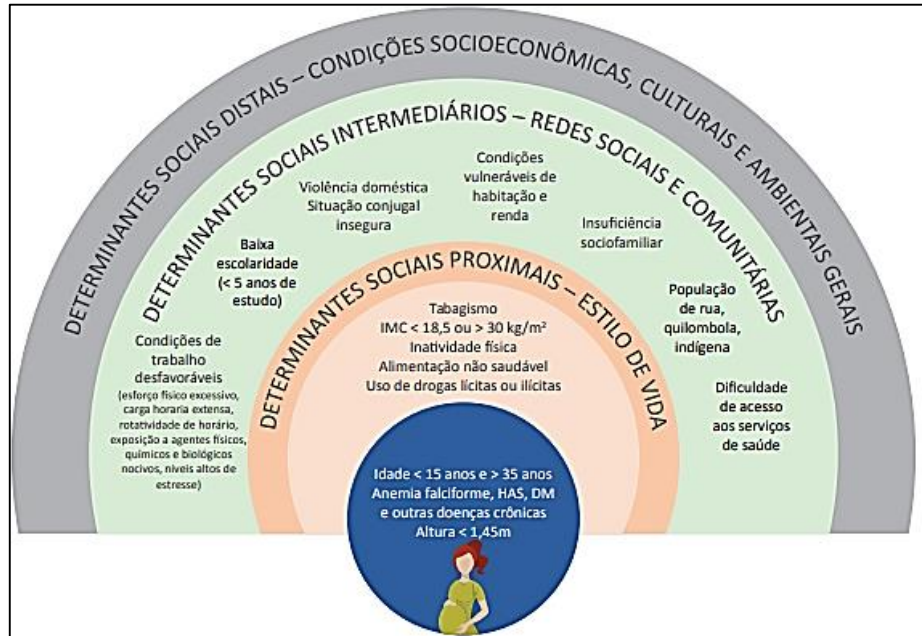 DETERMINANTES SOCIAIS DISTAIS – CONDIÇÕES SOCIOECONÔMICAS, CULTURAIS E AMBIENTAIS GERAIS
DETERMINANTES SOCIAIS INTERMEDIÁRIOS – REDES SOCIAIS E COMUNITÁRIAS
Condições de
trabalho
desfavoráveis
(esforço físico excessivo,
carga horaria extensa,
rotatividade de horário,
exposição a agentes físicos,
químicos e biológicos
nocivos, níveis altos de
estresse)
Baixa
escolaridade
(< 5 anos de
estudo)
Violência doméstica
Situação conjugal
insegura
Condições
vulneráveis de
habitação e
renda
Insuficiência
sociofamiliar
População
de rua,
quilombola,
indígena
Dificuldade
de acesso
aos serviços
de saúde
DETERMINANTES SOCIAIS PROXIMAIS – ESTILO DE VIDA
Tabagismo
IMC < 18,5 ou > 30 kg/m²
Inatividade física
Alimentação não saudável
Uso de drogas lícitas ou ilícitas
Idade < 15 anos e > 35 anos
Anemia falciforme, HAS, DM
e outras doenças crônicas
Altura < 1,45m